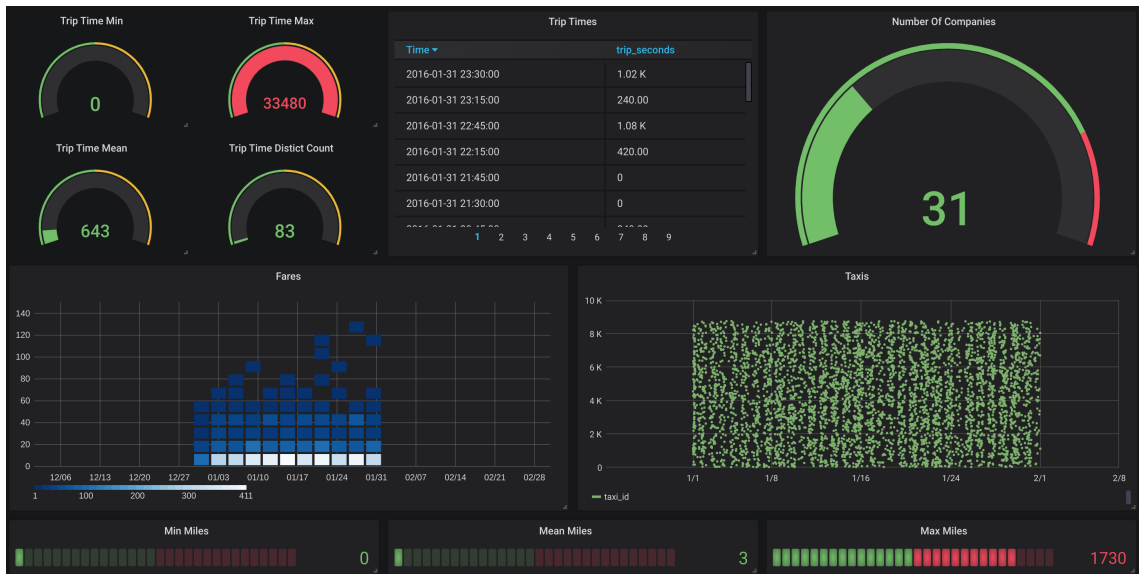 Trip Time Min
0
Trip Time Max
33480
Trip Time Mean
643
Trip Time Distict Count
83
Trip Times
Time trip_seconds
2016-01-31 23:30:00 1.02 K
2016-01-31 23:15:00 240.00
2016-01-31 22:45:00 1.08 K
2016-01-31 22:15:00 420.00
2016-01-31 21:45:00 0
2016-01-31 21:30:00 0
1 2 3 4 5 6 7 8 9
Number Of Companies
31
Fares
140
120
100
80
60
40
20
0
12/06 12/13 12/20 12/27 01/03 01/10 01/17 01/24 01/31 02/07 02/14 02/21 02/28
1 100 200 300 411
Taxis
10 K
8 K
6 K
4 K
2 K
0
1/1 1/8 1/16 1/24 2/1 2/8
taxi_id
Min Miles
0
Mean Miles
3
Max Miles
1730